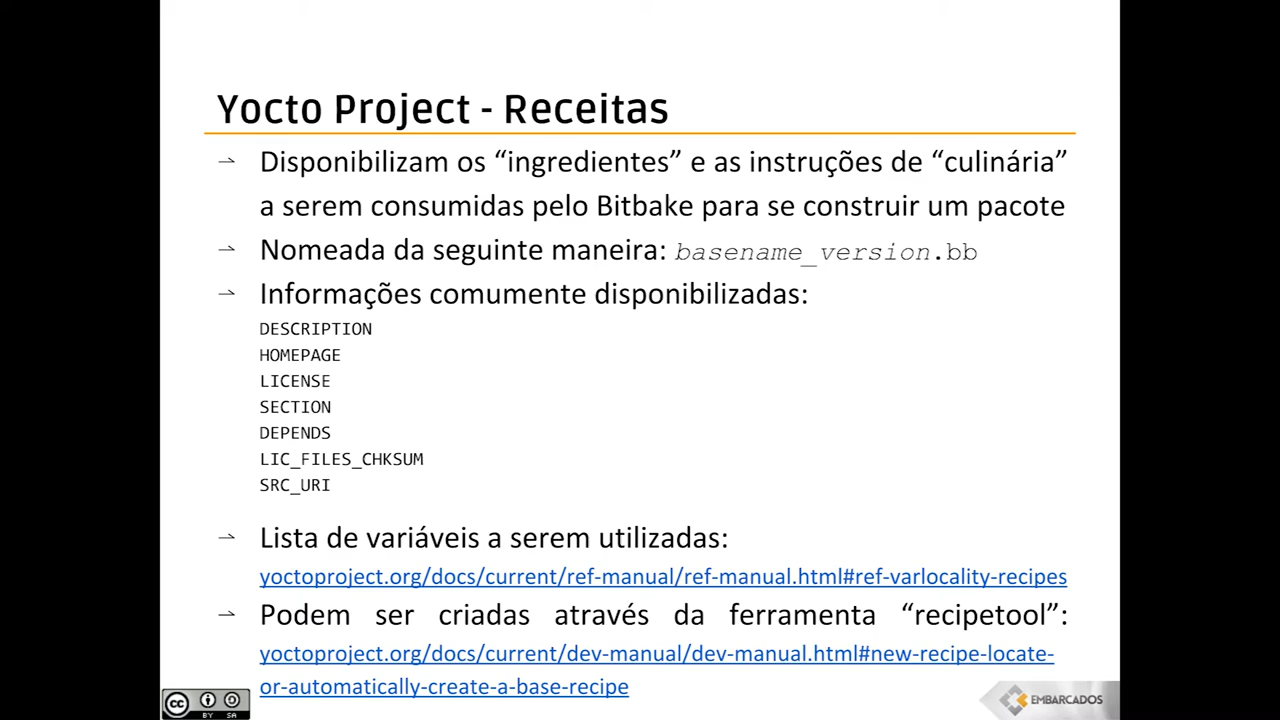 Yocto Project - Receitas
Disponibilizam os “ingredientes” e as instruções de “culinária”
a serem consumidas pelo Bitbake para se construir um pacote
Nomeada da seguinte maneira: basename_version.bb
Informações comumente disponibilizadas:
DESCRIPTION
HOMEPAGE
LICENSE
SECTION
DEPENDS
LIC_FILES_CHKSUM
SRC_URI
Lista de variáveis a serem utilizadas:
yoctoproject.org/docs/current/ref-manual/ref-manual.html#ref-varlocality-recipes
Podem ser criadas através da ferramenta “recipetool”:
yoctoproject.org/docs/current/dev-manual/dev-manual.html#new-recipe-locate-
or-automatically-create-a-base-recipe
cc BY SA
EMBARCADOS